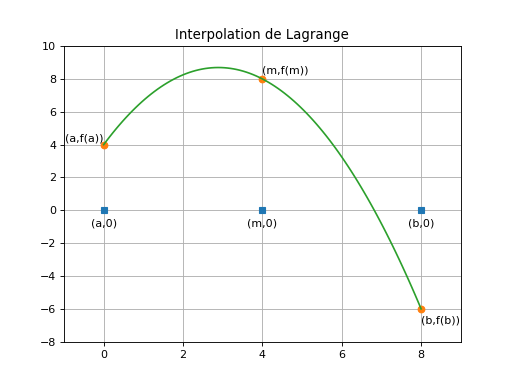 Interpolation de Lagrange
10
8
6
4
2
0
−2
−4
−6
−8
(m,f(m))
(a,f(a))
(a,0)
(m,0)
(b,0)
(b,f(b))
0
2
4
6
8